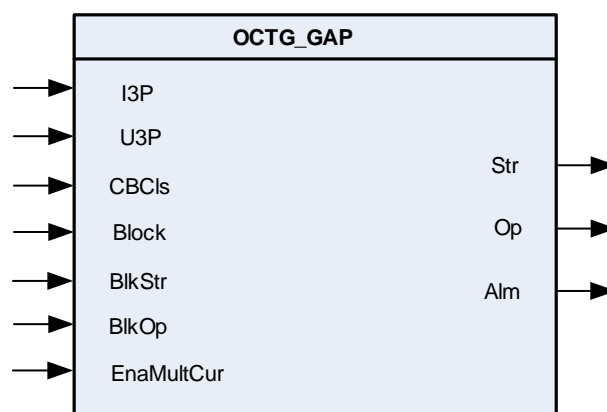 OCTG_GAP
I3P
U3P
CBCls
Block
BlkStr
BlkOp
EnaMultCur
Str
Op
Alm